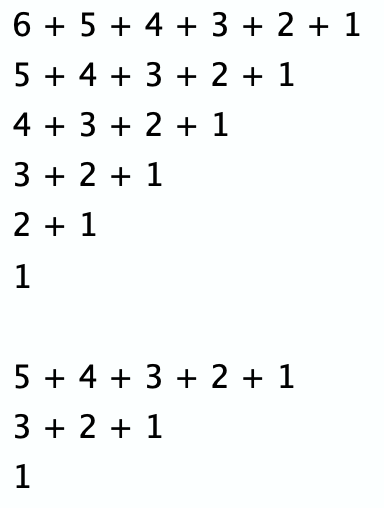 6 + 5 + 4 + 3 + 2 + 1
5 + 4 + 3 + 2 + 1
4 + 3 + 2 + 1
3 + 2 + 1
2 + 1
1

5 + 4 + 3 + 2 + 1
3 + 2 + 1
1